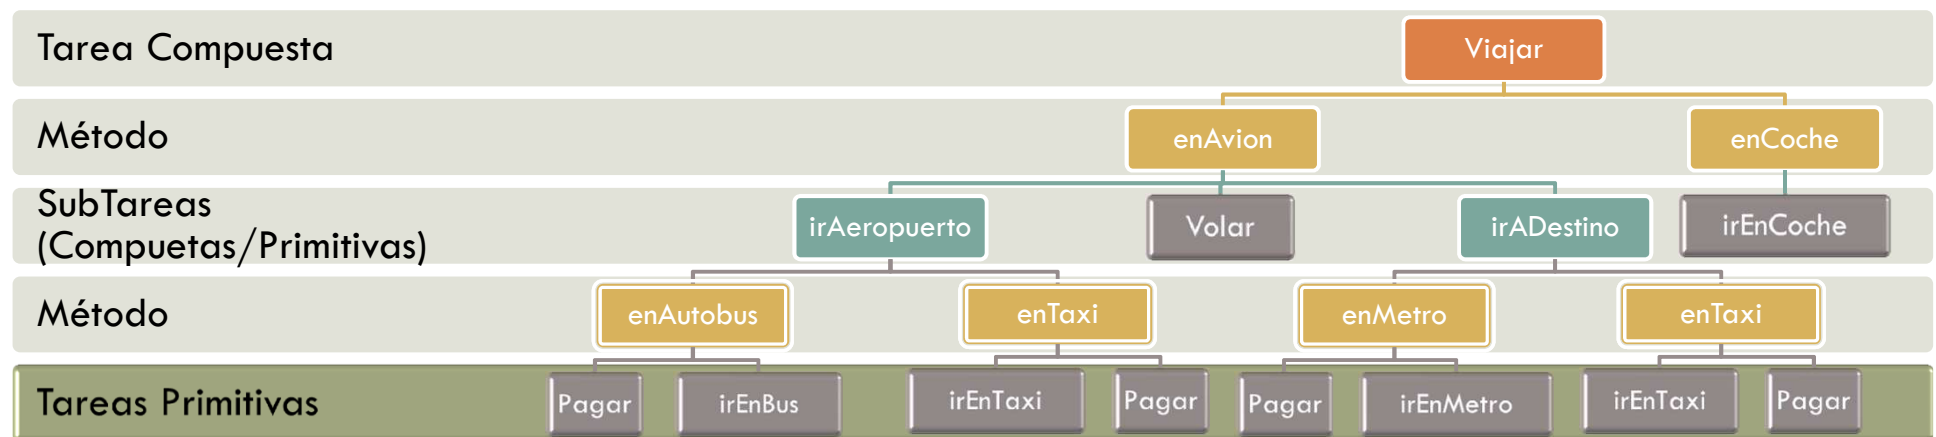 Tarea Compuesta
Viajar
Método
enAvion
enCoche
SubTareas
(Compuetas/Primitivas)
irAeropuerto
Volar
irADestino
irEnCoche
Método
enAutobus
enTaxi
enMetro
enTaxi
Tareas Primitivas
Pagar
irEnBus
irEnTaxi
Pagar
Pagar
irEnMetro
irEnTaxi
Pagar